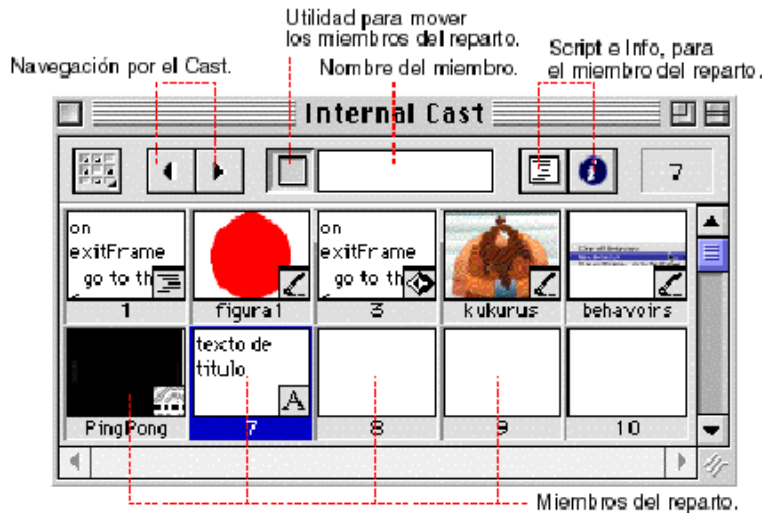 Utilidad para mover
los miembros del reparto.
Script e Info, para
el miembro del reparto.
Navegación por el Cast.
Nombre del miembro.
Internal Cast
7
on
exitFrame
go to th
1
figura1
on
exitFrame
go to th
3
kukurus
behavoirs
PingPong
texto de
titulo
A
7
8
9
10
Miembros del reparto.